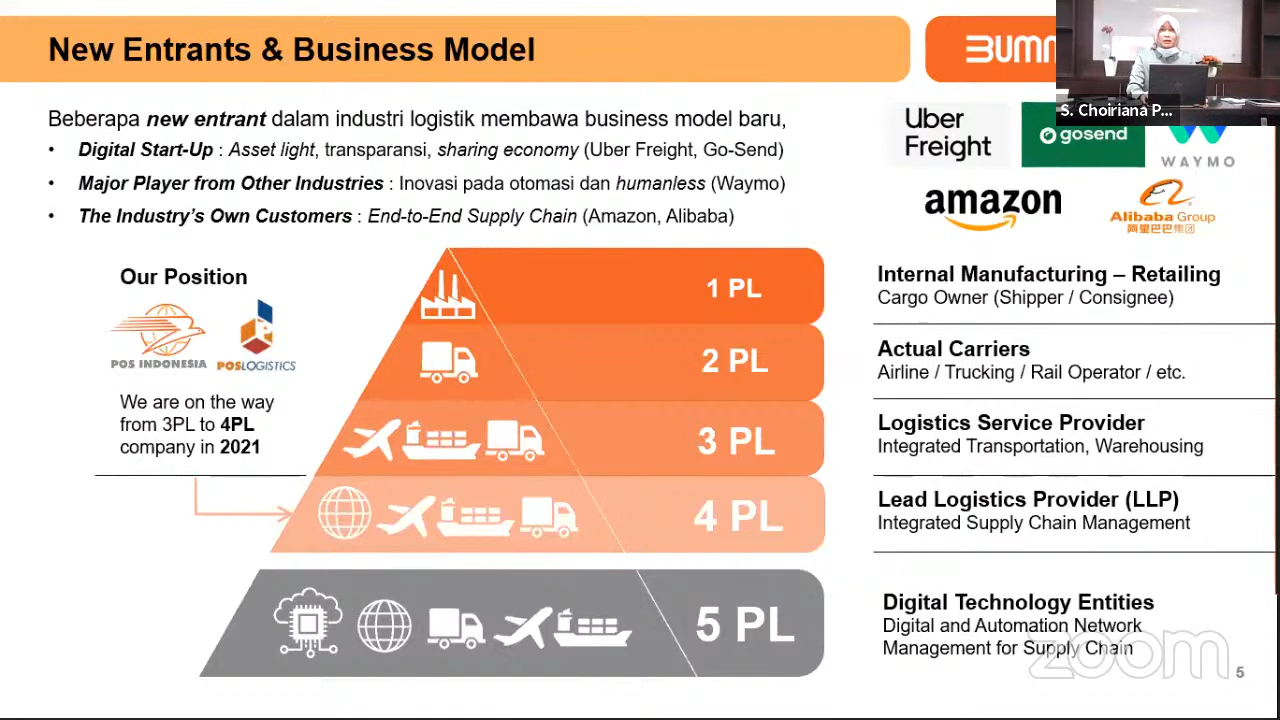 New Entrants & Business Model
BUMN
S. Choiriana P...
Beberapa new entrant dalam industri logistik membawa business model baru,
• Digital Start-Up : Asset light, transparansi, sharing economy (Uber Freight, Go-Send)
• Major Player from Other Industries : Inovasi pada otomasi dan humanless (Waymo)
• The Industry's Own Customers : End-to-End Supply Chain (Amazon, Alibaba)
Uber
Freight
gosend
WAYMO
amazon
Alibaba Group
阿里巴巴集团
Our Position
POS INDONESIA
POSLOGISTICS
We are on the way
from 3PL to 4PL
company in 2021
1 PL
Internal Manufacturing – Retailing
Cargo Owner (Shipper / Consignee)
2 PL
Actual Carriers
Airline / Trucking / Rail Operator / etc.
3 PL
Logistics Service Provider
Integrated Transportation, Warehousing
4 PL
Lead Logistics Provider (LLP)
Integrated Supply Chain Management
5 PL
Digital Technology Entities
Digital and Automation Network
Management for Supply Chain
zoom
5